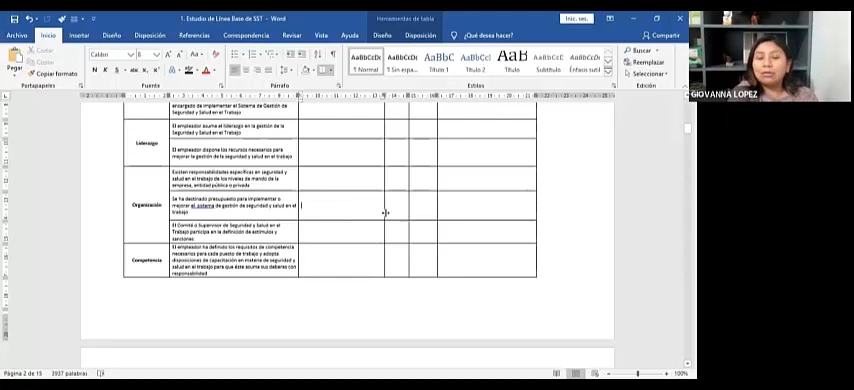 1. Estudio de Línea Base de SST - Word
Herramientas de tabla
Inic. ses.
Archivo Inicio Insertar Diseño Disposición Referencias Correspondencia Revisar Vista Ayuda Diseño Disposición ¿Qué desea hacer? Compartir
Pegar
Cortar
Copiar
Copiar formato
Portapapeles
Calibri
8
Fuente
Párrafo
AaBbCcDc AaBbCcDc AaBbC AaBbCcl AaB AaBbCcD AaBbCcDc
¶ Normal ¶ Sin espa... Título 1 Título 2 Título Subtítulo Énfasis sutil
Estilos
Buscar
Reemplazar
Seleccionar
Edición
GIOVANNA LOPEZ
encargado de implementar el Sistema de Gestión de
Seguridad y Salud en el Trabajo
Liderazgo
El empleador asume el liderazgo en la gestión de la
Seguridad y Salud en el Trabajo
El empleador dispone los recursos necesarios para
mejorar la gestión de la seguridad y salud en el trabajo
Organización
Existen responsabilidades específicas en seguridad y
salud en el trabajo de los niveles de mando de la
empresa, entidad pública o privada
Se ha destinado presupuesto para implementar o
mejorar el sistema de gestión de seguridad y salud en el
trabajo
El Comité o Supervisor de Seguridad y Salud en el
Trabajo participa en la definición de estímulos y
sanciones
Competencia
El empleador ha definido los requisitos de competencia
necesarios para cada puesto de trabajo y adopta
disposiciones de capacitación en materia de seguridad y
salud en el trabajo para que éste asuma sus deberes con
responsabilidad
Página 2 de 15 2937 palabras
100%